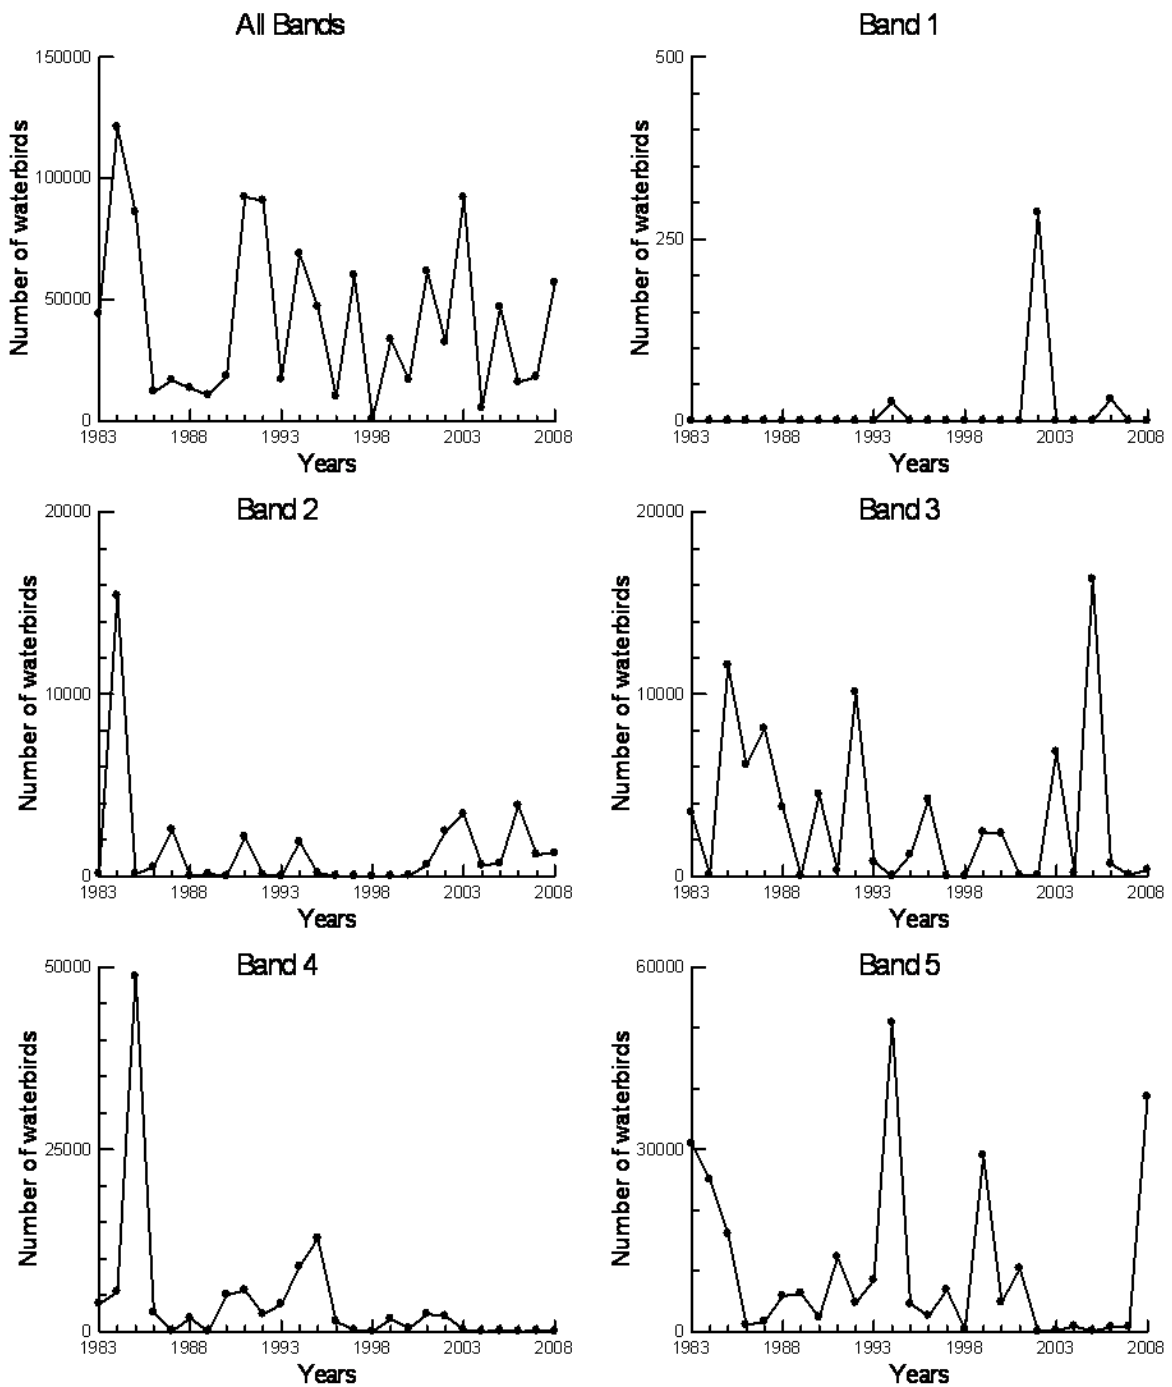 All Bands
150000
100000
50000
0
Number of waterbirds
1983 1988 1993 1998 2003 2008
Years
Band 1
500
250
0
Number of waterbirds
1983 1988 1993 1998 2003 2008
Years
Band 2
20000
10000
0
Number of waterbirds
1983 1988 1993 1998 2003 2008
Years
Band 3
20000
10000
0
Number of waterbirds
1983 1988 1993 1998 2003 2008
Years
Band 4
50000
25000
0
Number of waterbirds
1983 1988 1993 1998 2003 2008
Years
Band 5
60000
30000
0
Number of waterbirds
1983 1988 1993 1998 2003 2008
Years